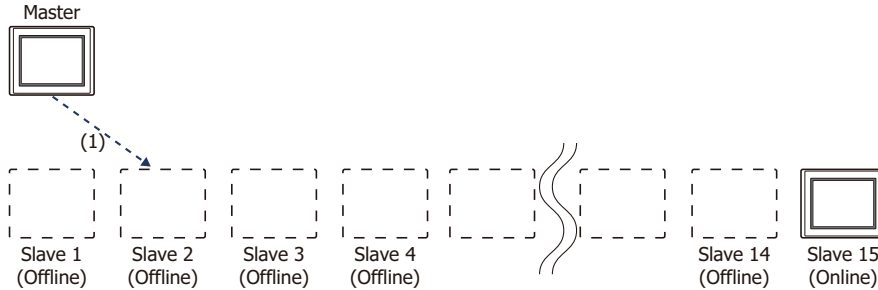 Master
(1)
Slave 1 Slave 2 Slave 3 Slave 4 Slave 14 Slave 15
(Offline) (Offline) (Offline) (Offline) (Offline) (Online)